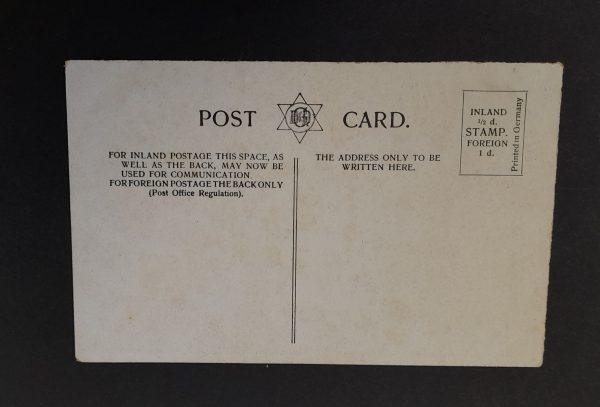 POST CARD.
FOR INLAND POSTAGE THIS SPACE, AS
WELL AS THE BACK, MAY NOW BE
USED FOR COMMUNICATION.
FOR FOREIGN POSTAGE THE BACK ONLY
(Post Office Regulation).
THE ADDRESS ONLY TO BE
WRITTEN HERE.
INLAND
½ d.
STAMP.
FOREIGN
1 d.
Printed in Germany